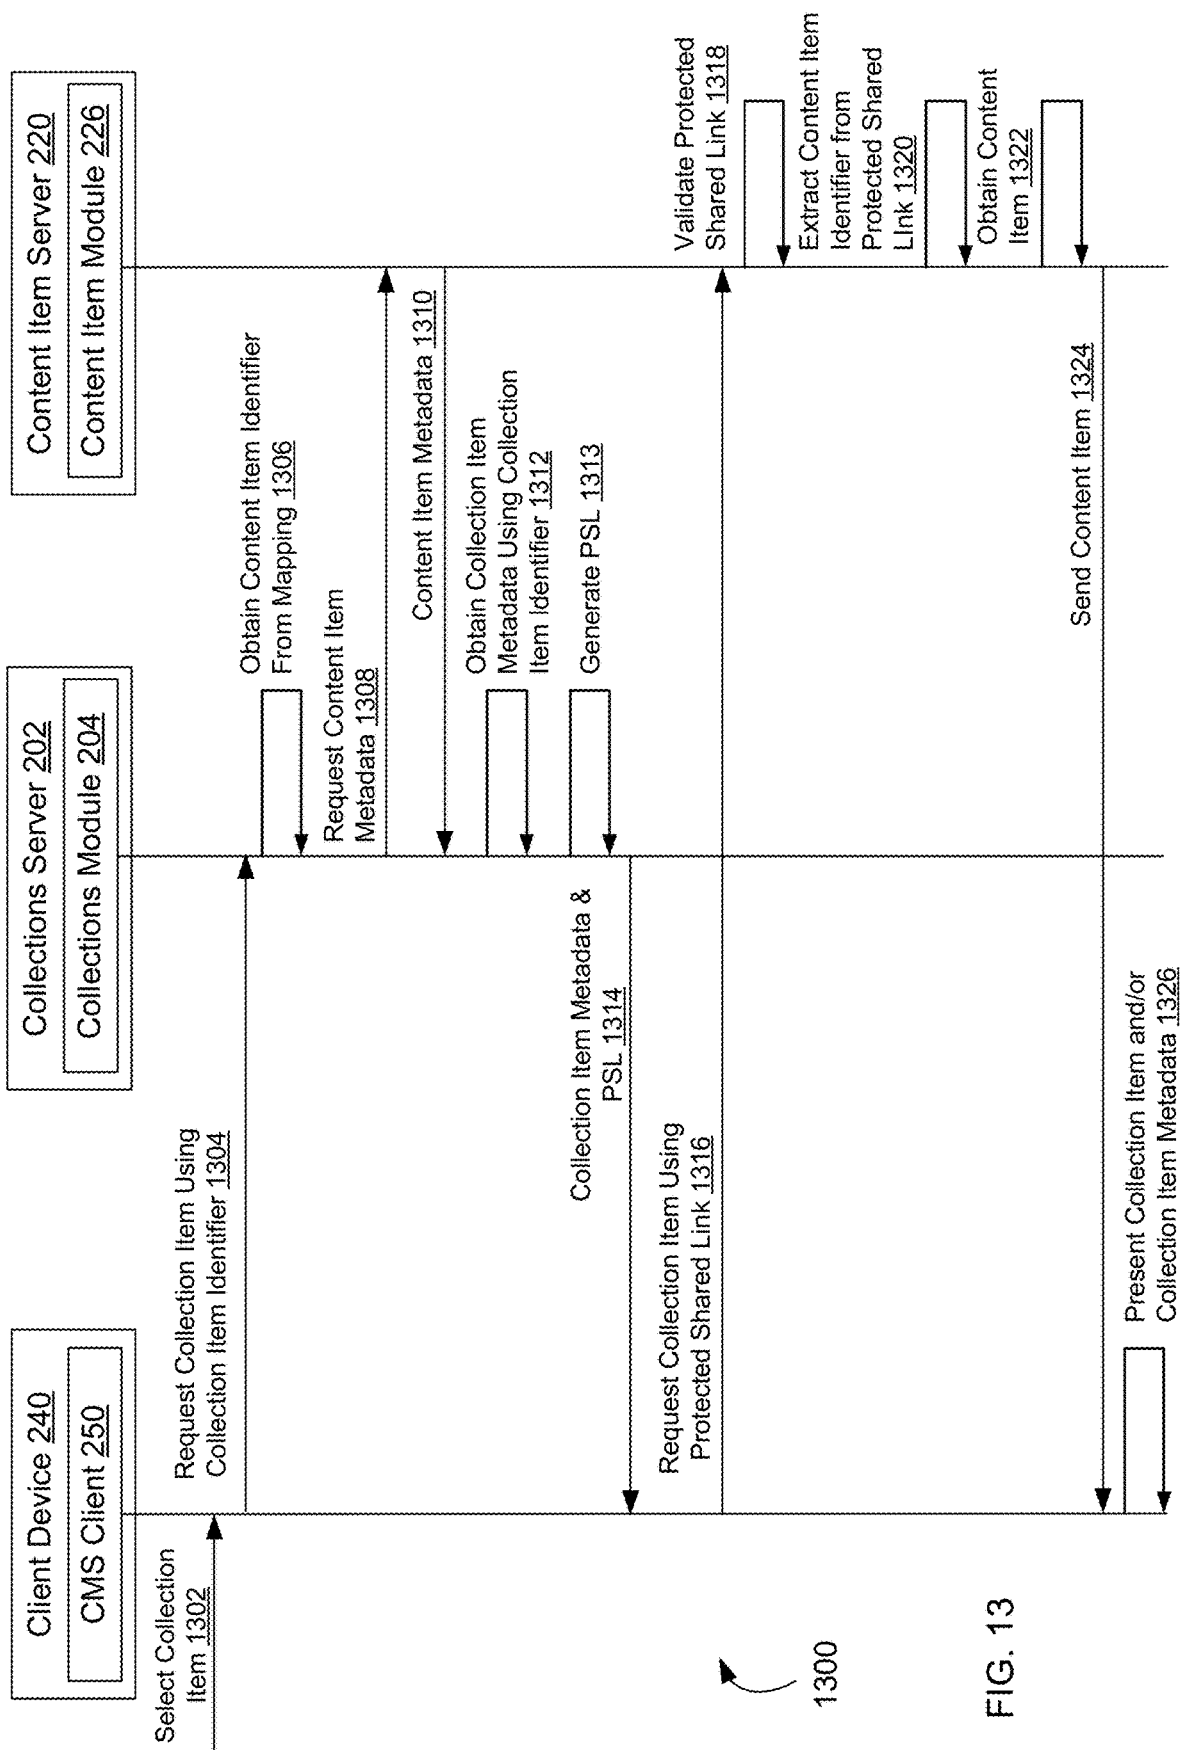 Client Device 240
CMS Client 250
Collections Server 202
Collections Module 204
Content Item Server 220
Content Item Module 226
Select Collection
Item 1302
Request Collection Item Using
Collection Item Identifier 1304
Obtain Content Item Identifier
From Mapping 1306
Request Content Item
Metadata 1308
Content Item Metadata 1310
Obtain Collection Item
Metadata Using Collection
Item Identifier 1312
Generate PSL 1313
Collection Item Metadata &
PSL 1314
Request Collection Item Using
Protected Shared Link 1316
Validate Protected
Shared Link 1318
Extract Content Item
Identifier from
Protected Shared
LInk 1320
Obtain Content
Item 1322
Send Content Item 1324
Present Collection Item and/or
Collection Item Metadata 1326
1300
FIG. 13